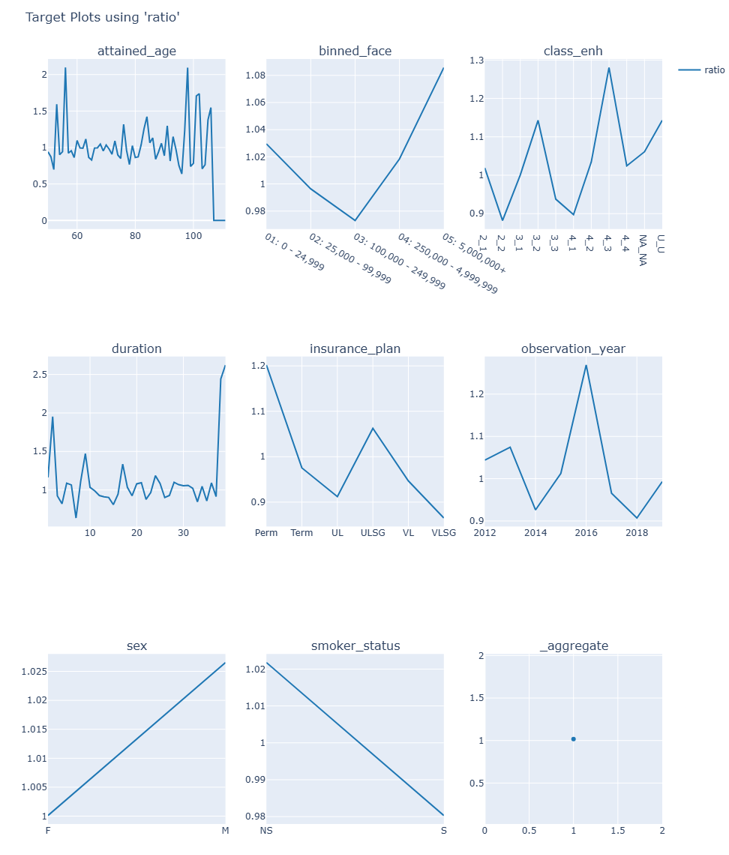 Target Plots using 'ratio'
attained_age
binned_face
class_enh
ratio
2
1.5
1
0.5
0
60
80
100
1.08
1.06
1.04
1.02
1
0.98
01: 0 - 24,999
02: 25,000 - 99,999
03: 100,000 - 249,999
04: 250,000 - 4,999,999
05: 5,000,000+
1.3
1.2
1.1
1
0.9
2_1
2_2
3_1
3_2
3_3
4_1
4_2
4_3
4_4
NA_NA
U_U
duration
insurance_plan
observation_year
2.5
2
1.5
1
10
20
30
1.2
1.1
1
0.9
Perm
Term
UL
ULSG
VL
VLSG
1.2
1.1
1
0.9
2012
2014
2016
2018
sex
smoker_status
_aggregate
1.025
1.02
1.015
1.01
1.005
1
F
M
1.02
1.01
1
0.99
0.98
NS
S
2
1.5
1
0.5
0
0.5
1
1.5
2